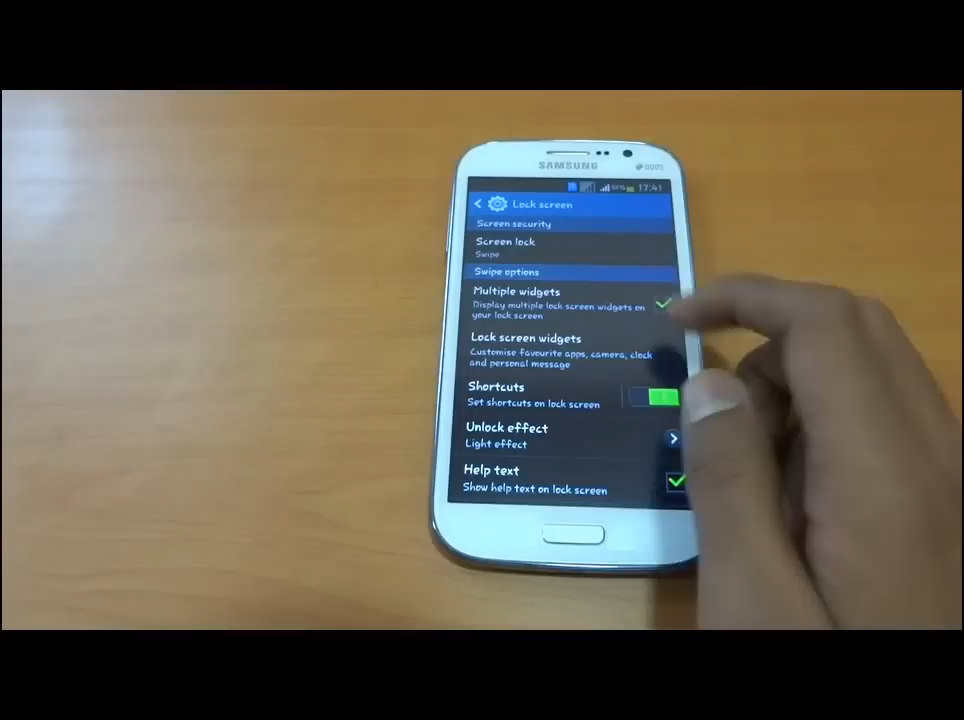 SAMSUNG
DUOS
17:41
Lock screen
Screen security
Screen lock
Swipe
Swipe options
Multiple widgets
Display multiple lock screen widgets on
your lock screen
Lock screen widgets
Customise favourite apps, camera, clock
and personal message
Shortcuts
Set shortcuts on lock screen
Unlock effect
Light effect
Help text
Show help text on lock screen